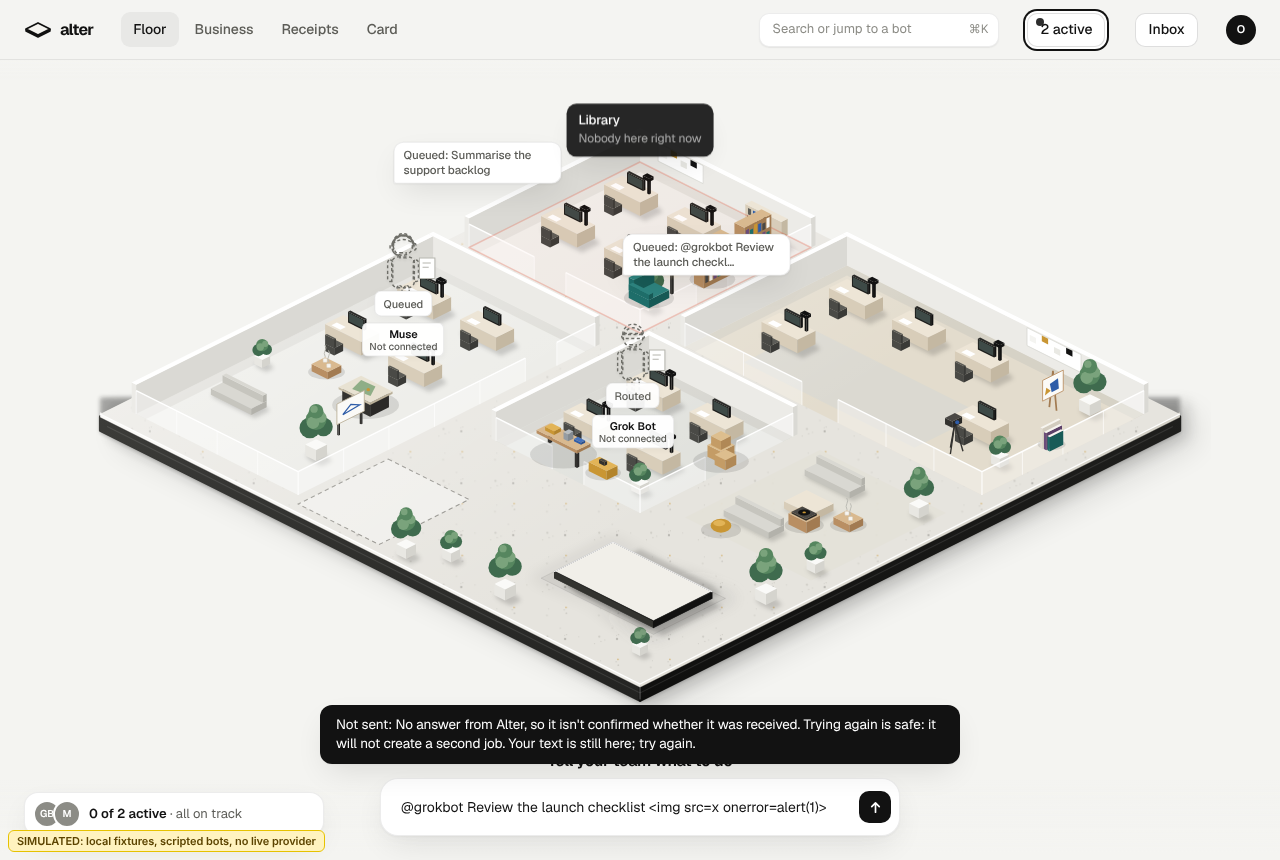 alter
Floor
Business
Receipts
Card
Search or jump to a bot
⌘K
2 active
Inbox
O
Library
Nobody here right now
Queued: Summarise the
support backlog
Queued: @grokbot Review
the launch checkl…
Queued
Muse
Not connected
Routed
Grok Bot
Not connected
Not sent: No answer from Alter, so it isn't confirmed whether it was received. Trying again is safe: it
will not create a second job. Your text is still here; try again.
Tell your team what to do
@grokbot Review the launch checklist <img src=x onerror=alert(1)>
GB
M
0 of 2 active · all on track
SIMULATED: local fixtures, scripted bots, no live provider